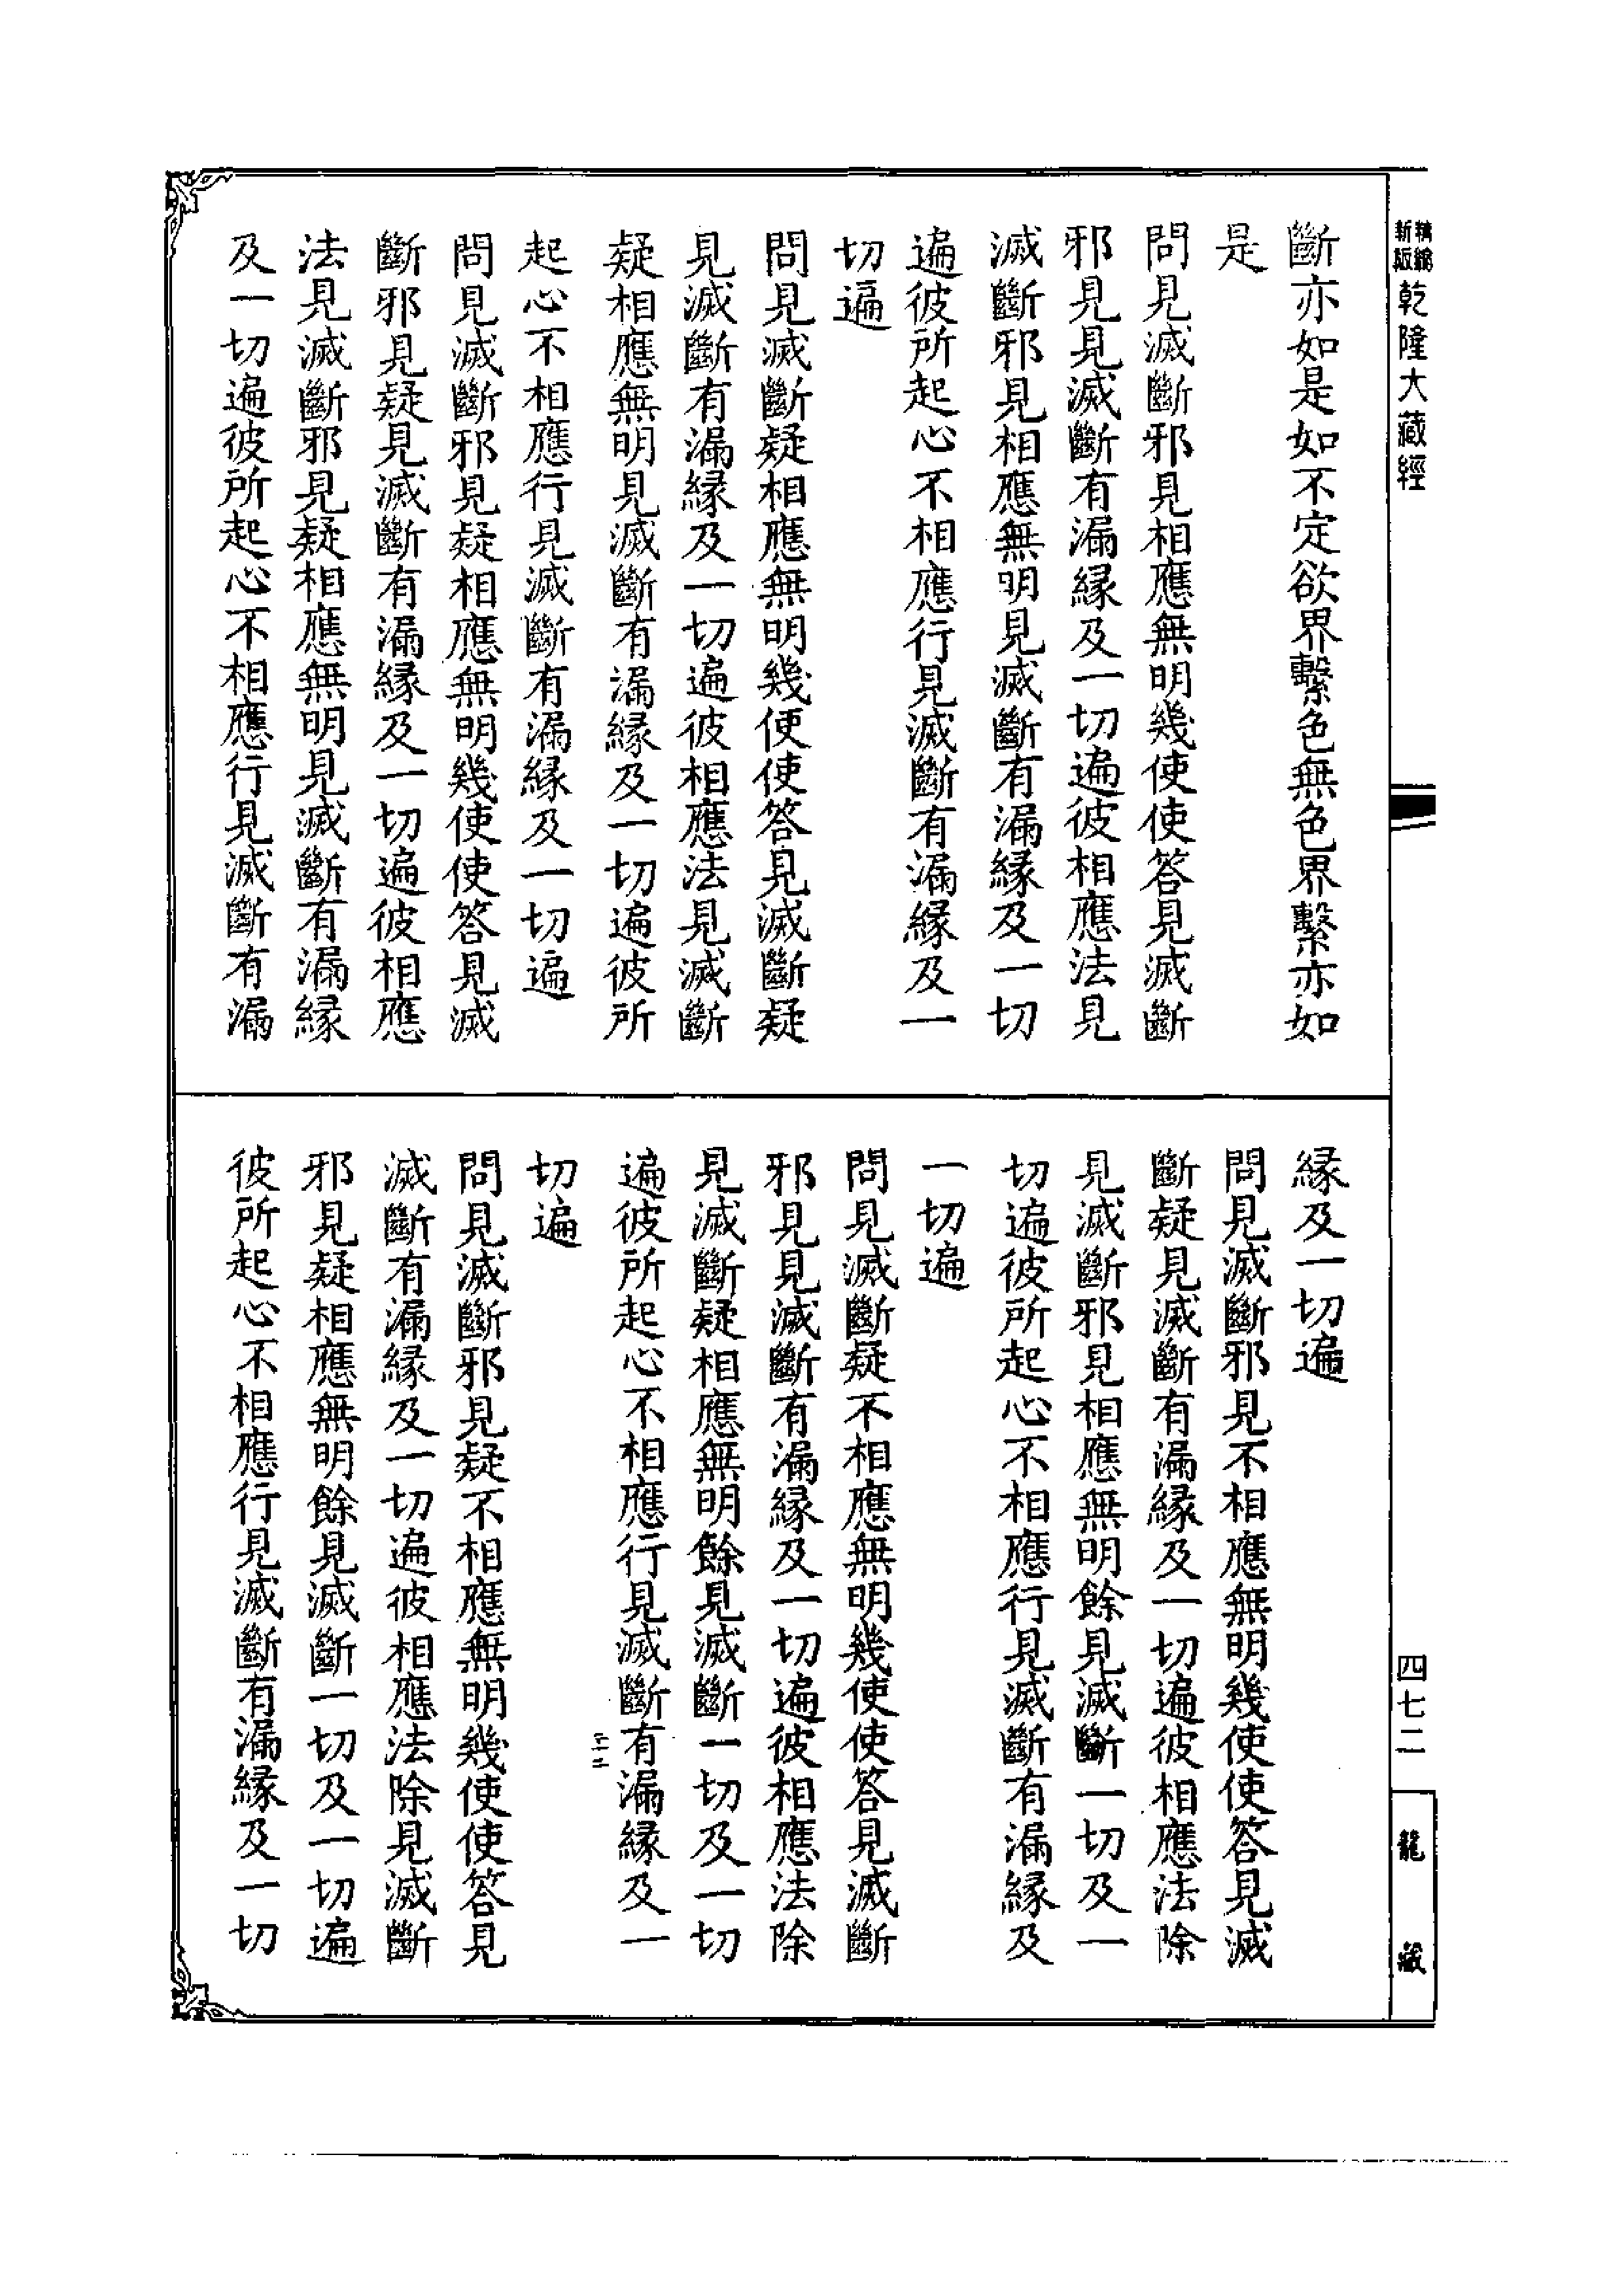 新版精編乾隆大藏經
斷亦如是如不定欲界繫色無色界繫亦如
是
問見滅斷邪見相應無明幾使使答見滅斷
邪見見滅斷有漏緣及一切遍彼相應法見
滅斷邪見相應無明見滅斷有漏緣及一切
遍彼所起心不相應行見滅斷有漏緣及一
切遍
問見滅斷疑相應無明幾使使答見滅斷疑
見滅斷有漏緣及一切遍彼相應法見滅斷
疑相應無明見滅斷有漏緣及一切遍彼所
起心不相應行見滅斷有漏緣及一切遍
問見滅斷邪見疑相應無明幾使使答見滅
斷邪見疑見滅斷有漏緣及一切遍彼相應
法見滅斷邪見疑相應無明見滅斷有漏緣
及一切遍彼所起心不相應行見滅斷有漏
緣及一切遍
問見滅斷邪見不相應無明幾使使答見滅
斷疑見滅斷有漏緣及一切遍彼相應法除
見滅斷邪見相應無明餘見滅斷一切及一
切遍彼所起心不相應行見滅斷有漏緣及
一切遍
問見滅斷疑不相應無明幾使使答見滅斷
邪見見滅斷有漏緣及一切遍彼相應法除
見滅斷疑相應無明餘見滅斷一切及一切
遍彼所起心不相應行見滅斷有漏緣及一
切遍
問見滅斷邪見疑不相應無明幾使使答見
滅斷有漏緣及一切遍彼相應法除見滅斷
邪見疑相應無明餘見滅斷一切及一切遍
彼所起心不相應行見滅斷有漏緣及一切
四七二
龍藏